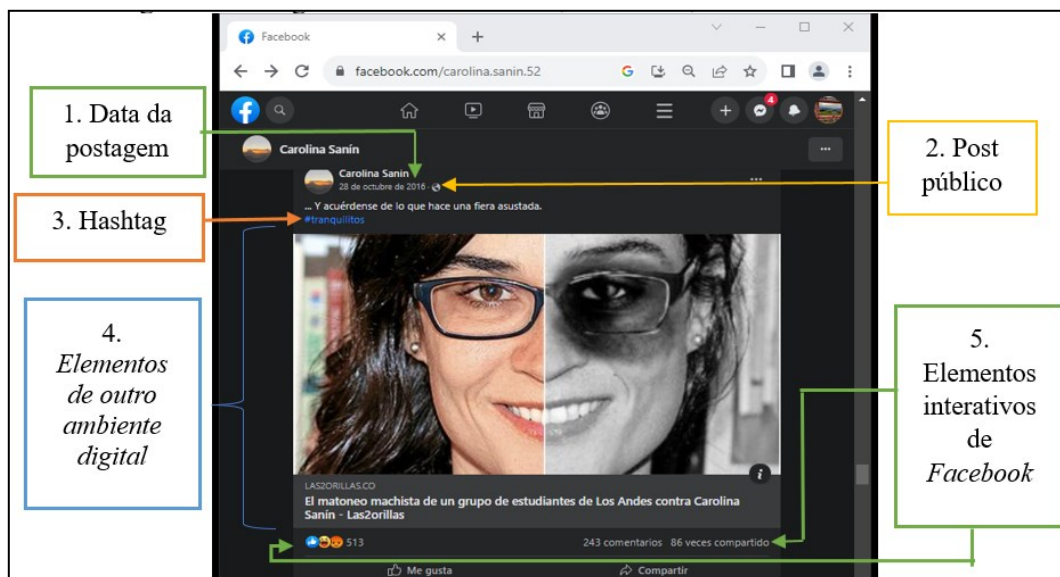 Facebook
facebook.com/carolina.sanin.52
4
Carolina Sanín
Carolina Sanín
28 de octubre de 2016
... Y acuérdense de lo que hace una fiera asustada.
#tranquilitos
LAS2ORILLAS.CO
El matoneo machista de un grupo de estudiantes de Los Andes contra Carolina
Sanín - Las2orillas
513
243 comentarios 86 veces compartido
Me gusta
Compartir
1. Data da
postagem
2. Post
público
3. Hashtag
4.
Elementos
de outro
ambiente
digital
5.
Elementos
interativos
de
Facebook